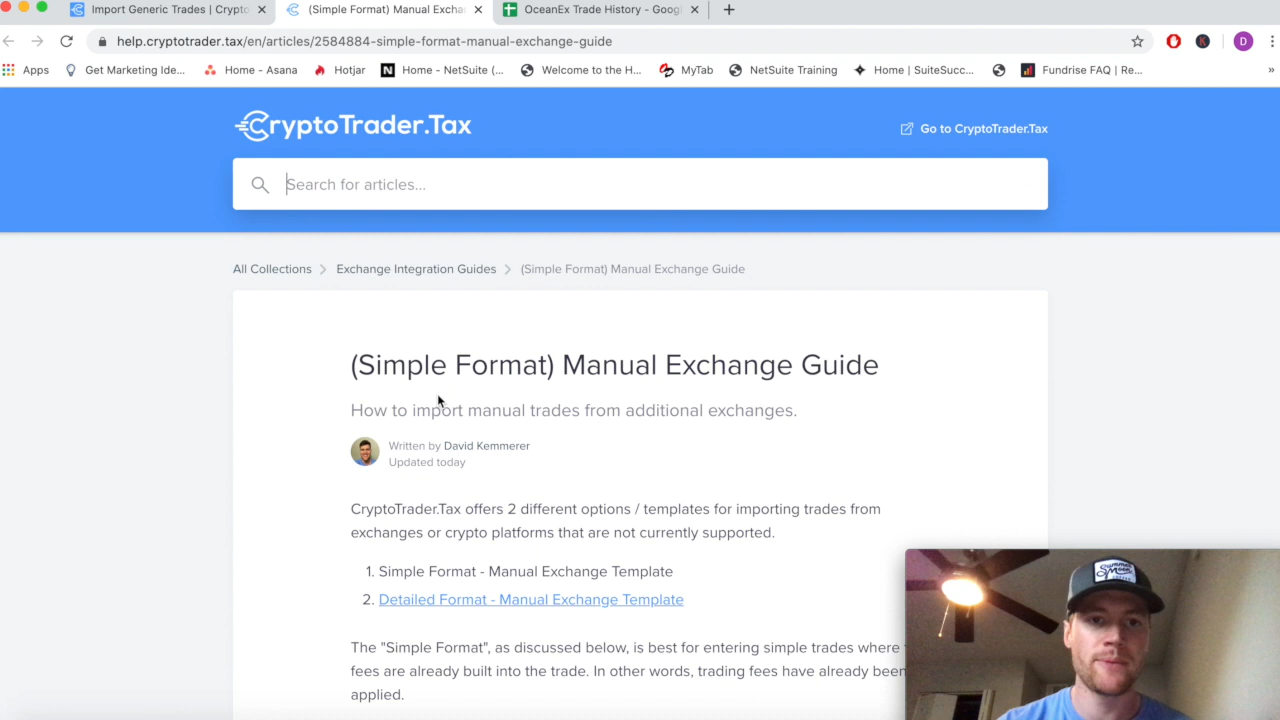 Import Generic Trades | Crypto
(Simple Format) Manual Exchan
OceanEx Trade History - Googl
help.cryptotrader.tax/en/articles/2584884-simple-format-manual-exchange-guide
D
Apps
Get Marketing Ide...
Home - Asana
Hotjar
N
Home - NetSuite (...
Welcome to the H...
MyTab
NetSuite Training
Home | SuiteSucc...
Fundrise FAQ | Re...
»
CryptoTrader.Tax
Go to CryptoTrader.Tax
Search for articles...
All Collections
Exchange Integration Guides
(Simple Format) Manual Exchange Guide
(Simple Format) Manual Exchange Guide
How to import manual trades from additional exchanges.
Written by David Kemmerer
Updated today
CryptoTrader.Tax offers 2 different options / templates for importing trades from
exchanges or crypto platforms that are not currently supported.
1. Simple Format - Manual Exchange Template
2. Detailed Format - Manual Exchange Template
The "Simple Format", as discussed below, is best for entering simple trades where
fees are already built into the trade. In other words, trading fees have already been
applied.
Summer
Moon